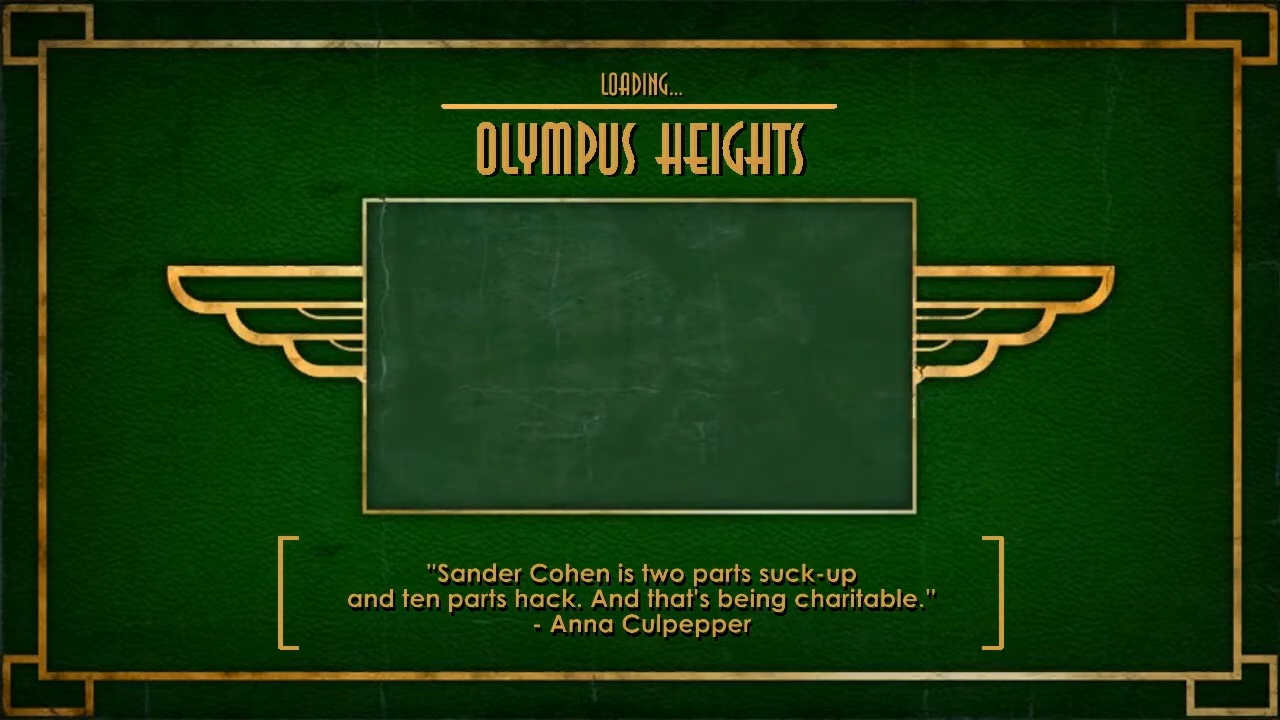 LOADING...
OLYMPUS HEIGHTS
"Sander Cohen is two parts suck-up
and ten parts hack. And that's being charitable."
- Anna Culpepper